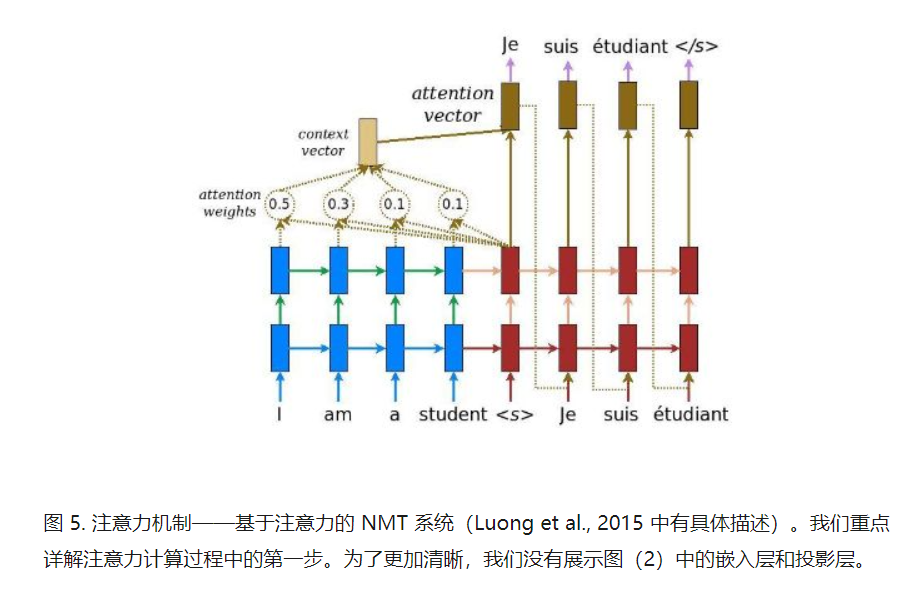 Je suis étudiant </s>
attention
vector
context
vector
attention
weights
0.5 0.3 0.1 0.1
I am a student <s> Je suis étudiant
图 5. 注意力机制——基于注意力的 NMT 系统（Luong et al., 2015 中有具体描述）。我们重点
详解注意力计算过程中的第一步。为了更加清晰，我们没有展示图（2）中的嵌入层和投影层。